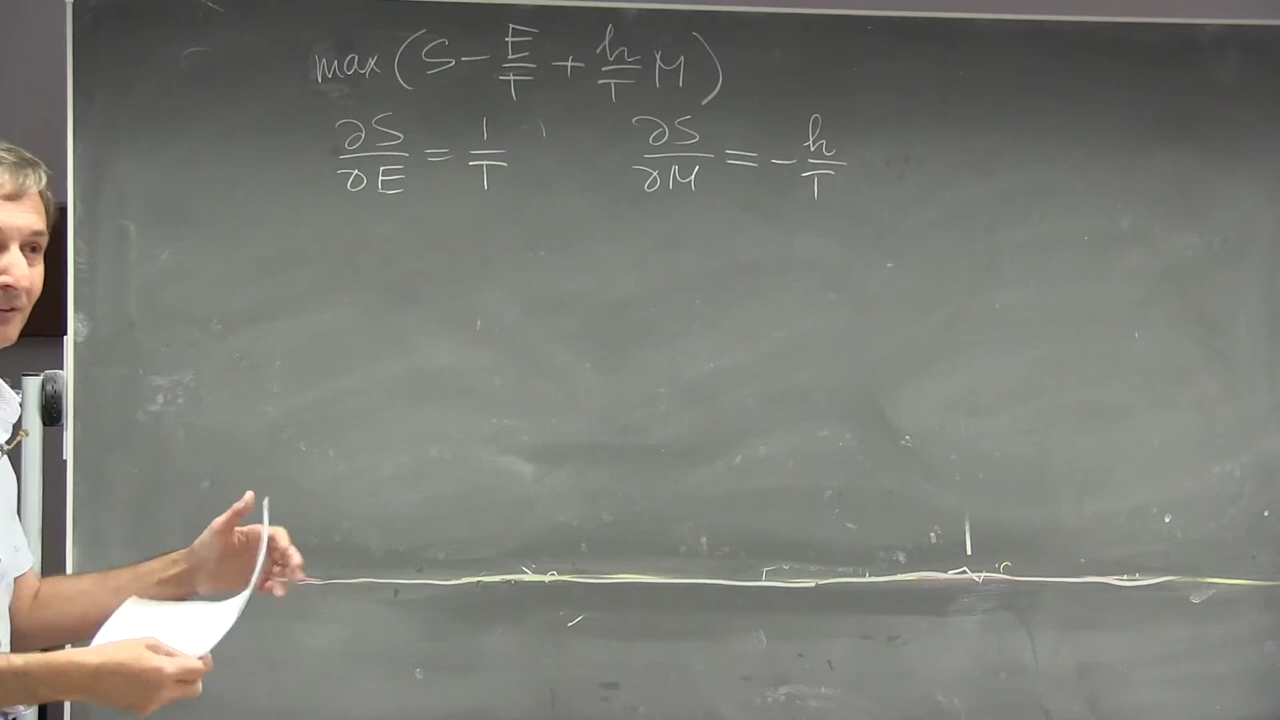 max(S - E/T + h/T M)
∂S/∂E = 1/T    ∂S/∂M = - h/T